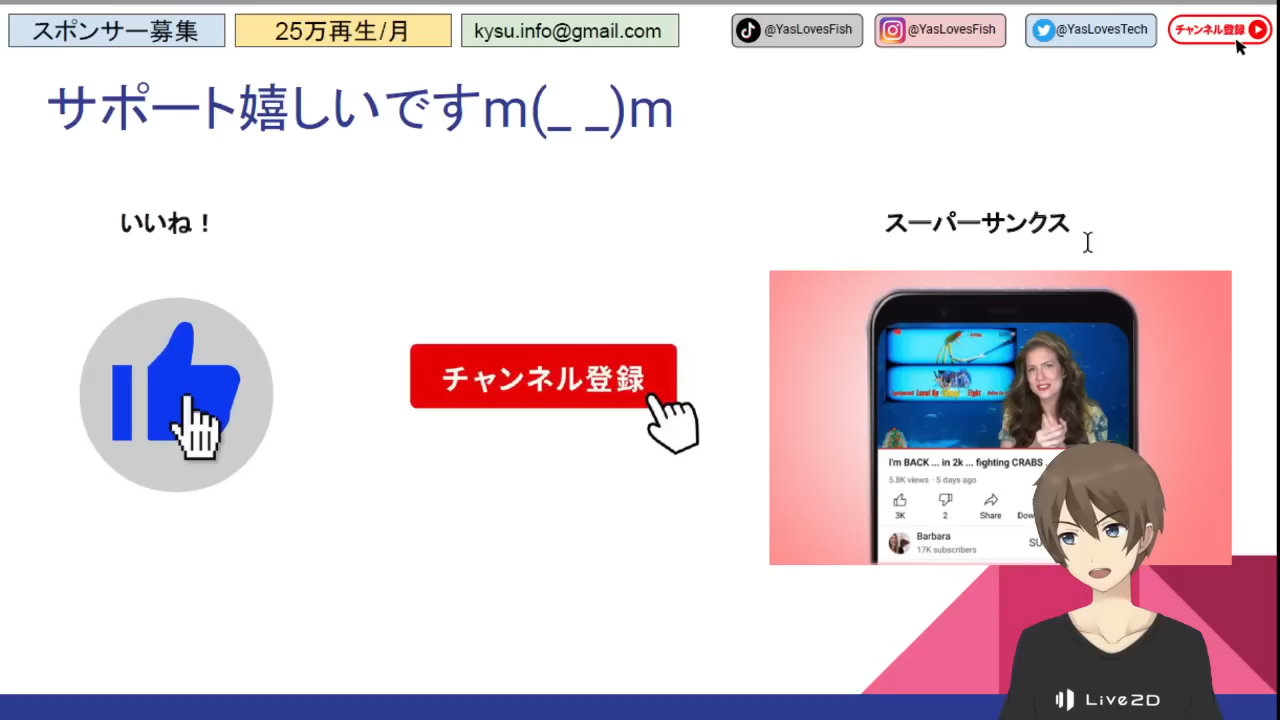 スポンサー募集
25万再生/月
kysu.info@gmail.com
@YasLovesFish
@YasLovesFish
@YasLovesTech
チャンネル登録
サポート嬉しいですm(_ _)m
いいね！
スーパーサンクス
チャンネル登録
I'm BACK ... in 2k ... fighting CRABS
5.8K views · 5 days ago
3K
2
Share
Barbara
17K subscribers
Live2D